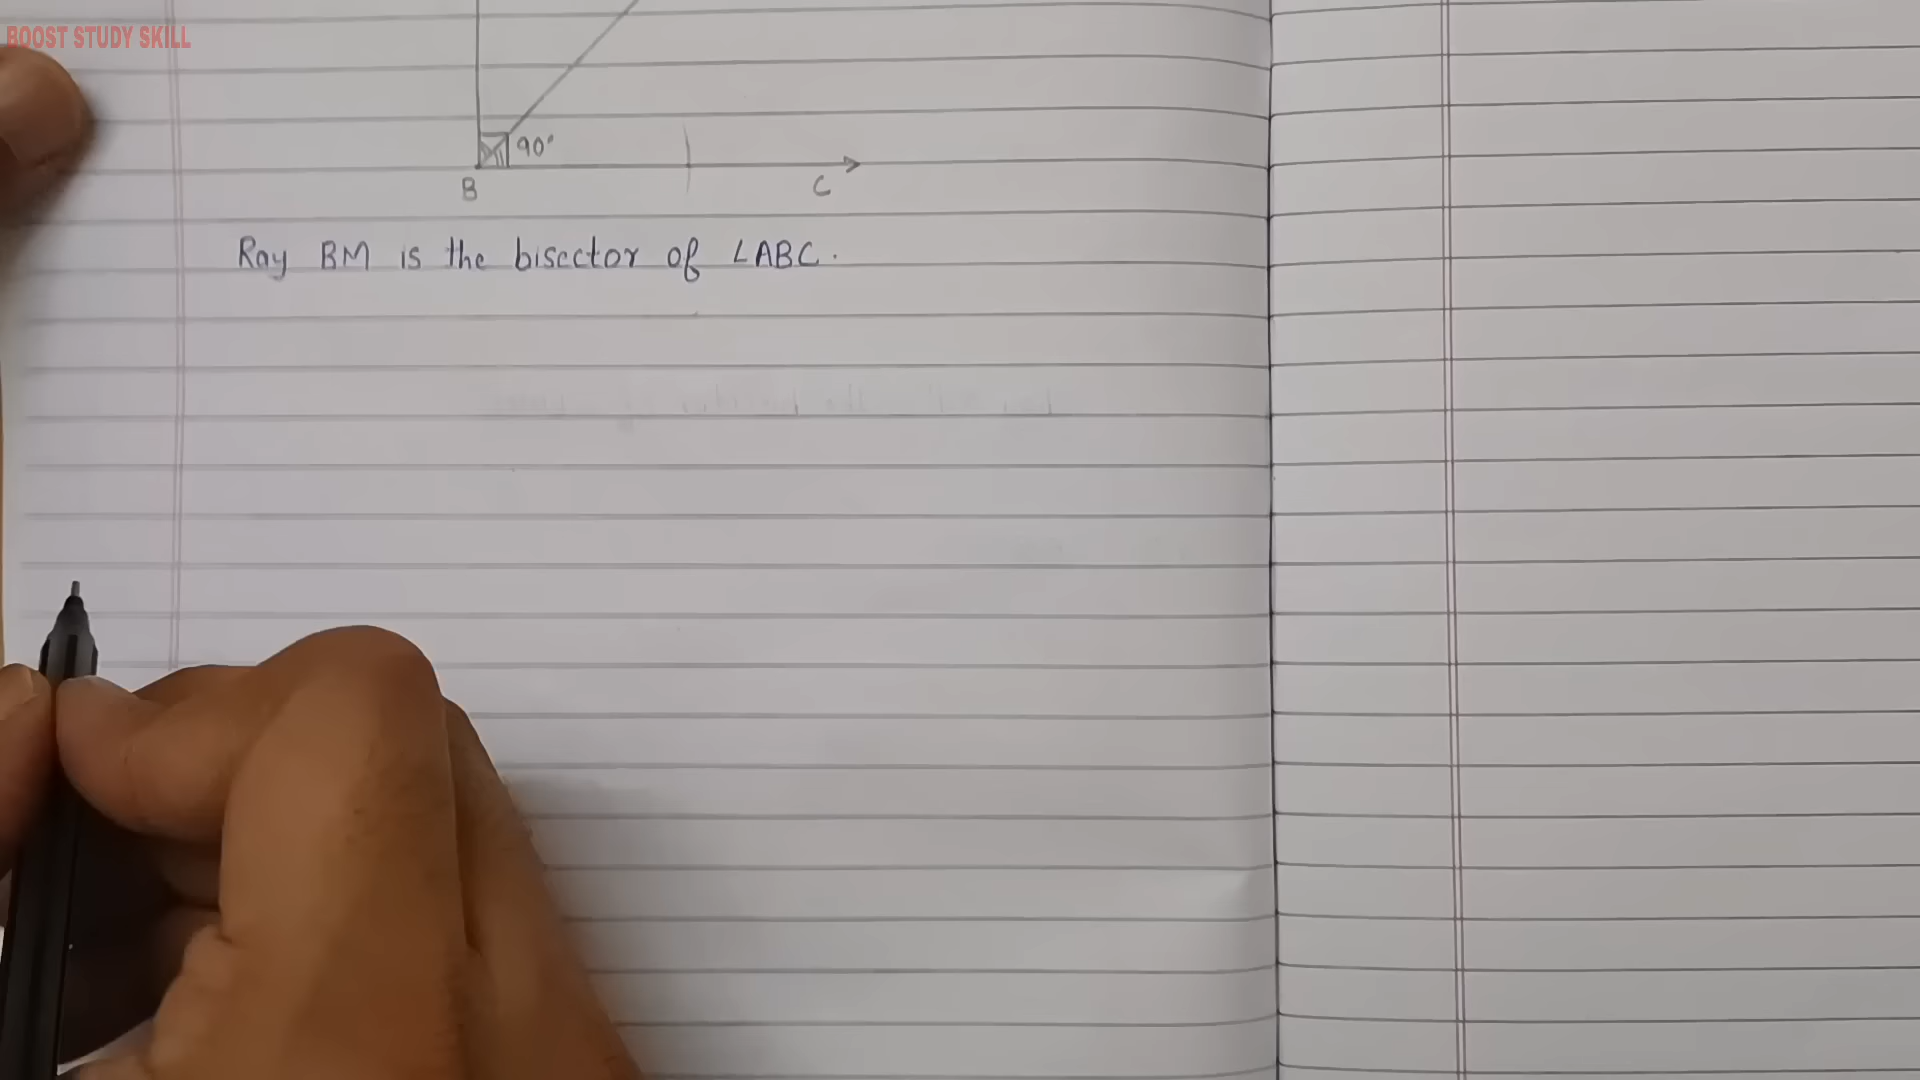 BOOST STUDY SKILL
90°
B
C
Ray BM is the bisector of ∠ABC.